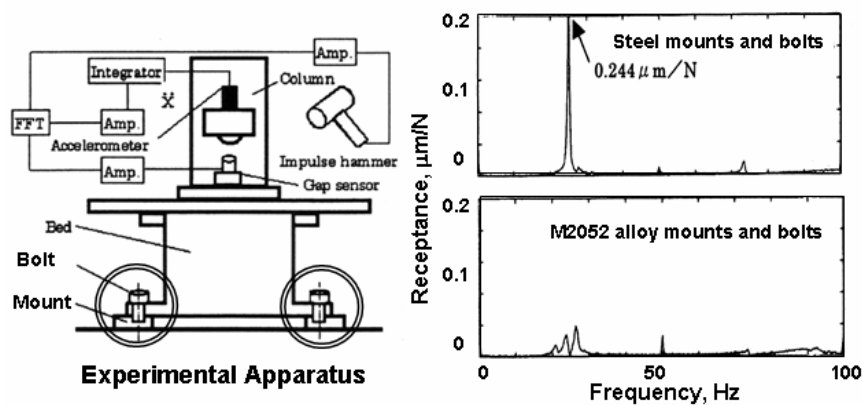 Amp.
Integrator
Column
Ẍ
FFT
Amp.
Accelerometer
Impulse hammer
Amp.
Gap sensor
Bed
Bolt
Mount
Experimental Apparatus
Receptance, μm/N
0.2
0.1
0
Steel mounts and bolts
0.244μm/N
0.2
0.1
0
M2052 alloy mounts and bolts
0 50 100
Frequency, Hz